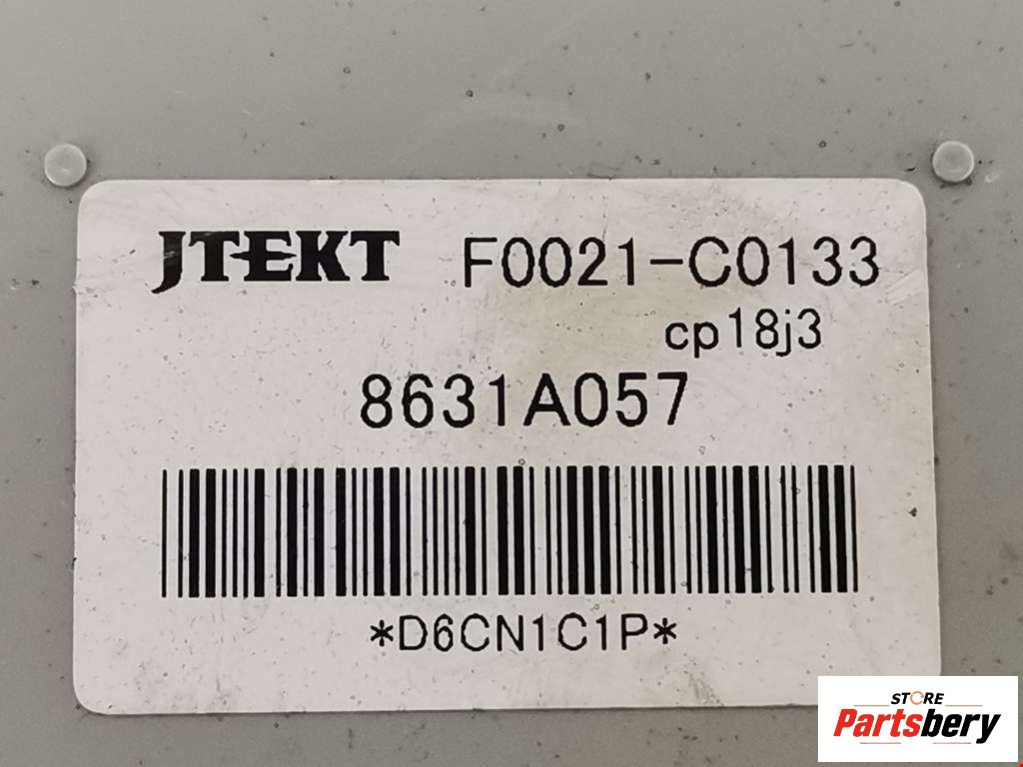 JTEKT F0021-C0133
cp18j3
8631A057
*D6CN1C1P*
STORE
Partsbery